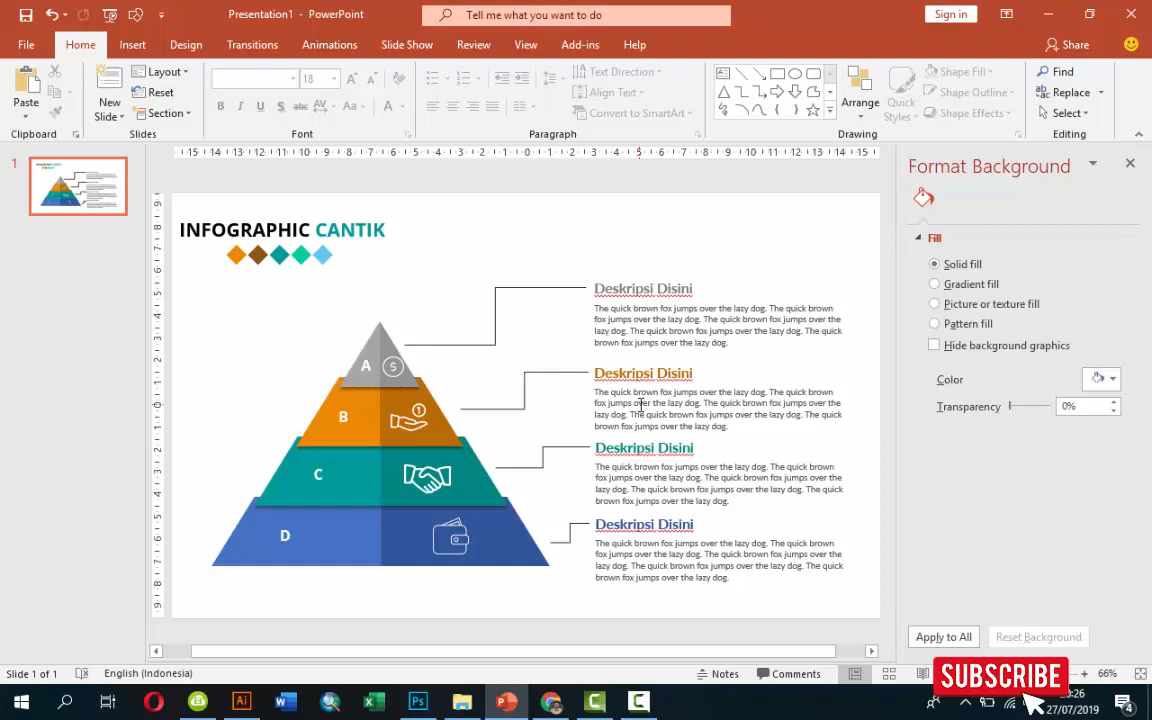 Presentation1 - PowerPoint
Tell me what you want to do
Sign in
File
Home
Insert
Design
Transitions
Animations
Slide Show
Review
View
Add-ins
Help
Share
Paste
Clipboard
New
Slide
Layout
Reset
Section
Slides
18
B I U S abc AV Aa A
Font
Text Direction
Align Text
Convert to SmartArt
Paragraph
Arrange
Quick
Styles
Shape Fill
Shape Outline
Shape Effects
Drawing
Find
Replace
Select
Editing
1
INFOGRAPHIC CANTIK
A
$
B
1
C
D
Deskripsi Disini
The quick brown fox jumps over the lazy dog. The quick brown
fox jumps over the lazy dog. The quick brown fox jumps over the
lazy dog. The quick brown fox jumps over the lazy dog. The quick
brown fox jumps over the lazy dog.
Deskripsi Disini
The quick brown fox jumps over the lazy dog. The quick brown
fox jumps over the lazy dog. The quick brown fox jumps over the
lazy dog. The quick brown fox jumps over the lazy dog. The quick
brown fox jumps over the lazy dog.
Deskripsi Disini
The quick brown fox jumps over the lazy dog. The quick brown
fox jumps over the lazy dog. The quick brown fox jumps over the
lazy dog. The quick brown fox jumps over the lazy dog. The quick
brown fox jumps over the lazy dog.
Deskripsi Disini
The quick brown fox jumps over the lazy dog. The quick brown
fox jumps over the lazy dog. The quick brown fox jumps over the
lazy dog. The quick brown fox jumps over the lazy dog. The quick
brown fox jumps over the lazy dog.
Format Background
Fill
Solid fill
Gradient fill
Picture or texture fill
Pattern fill
Hide background graphics
Color
Transparency
0%
Apply to All
Reset Background
Slide 1 of 1
English (Indonesia)
Notes
Comments
66%
SUBSCRIBE
27/07/2019
4